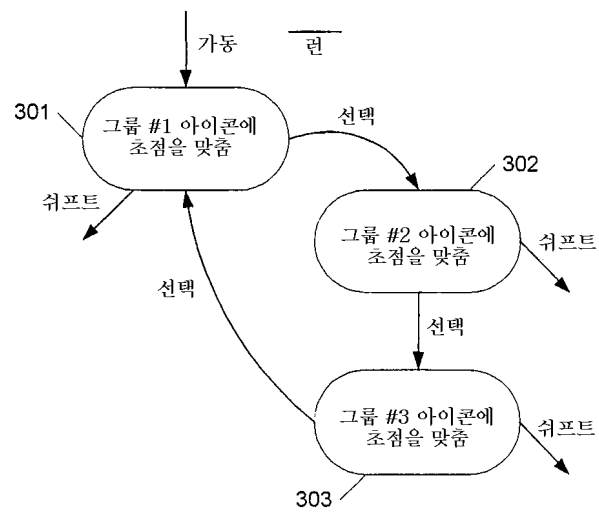 가동
런
301
그룹 #1 아이콘에
초점을 맞춤
선택
302
쉬프트
그룹 #2 아이콘에
초점을 맞춤
쉬프트
선택
선택
그룹 #3 아이콘에
초점을 맞춤
쉬프트
303